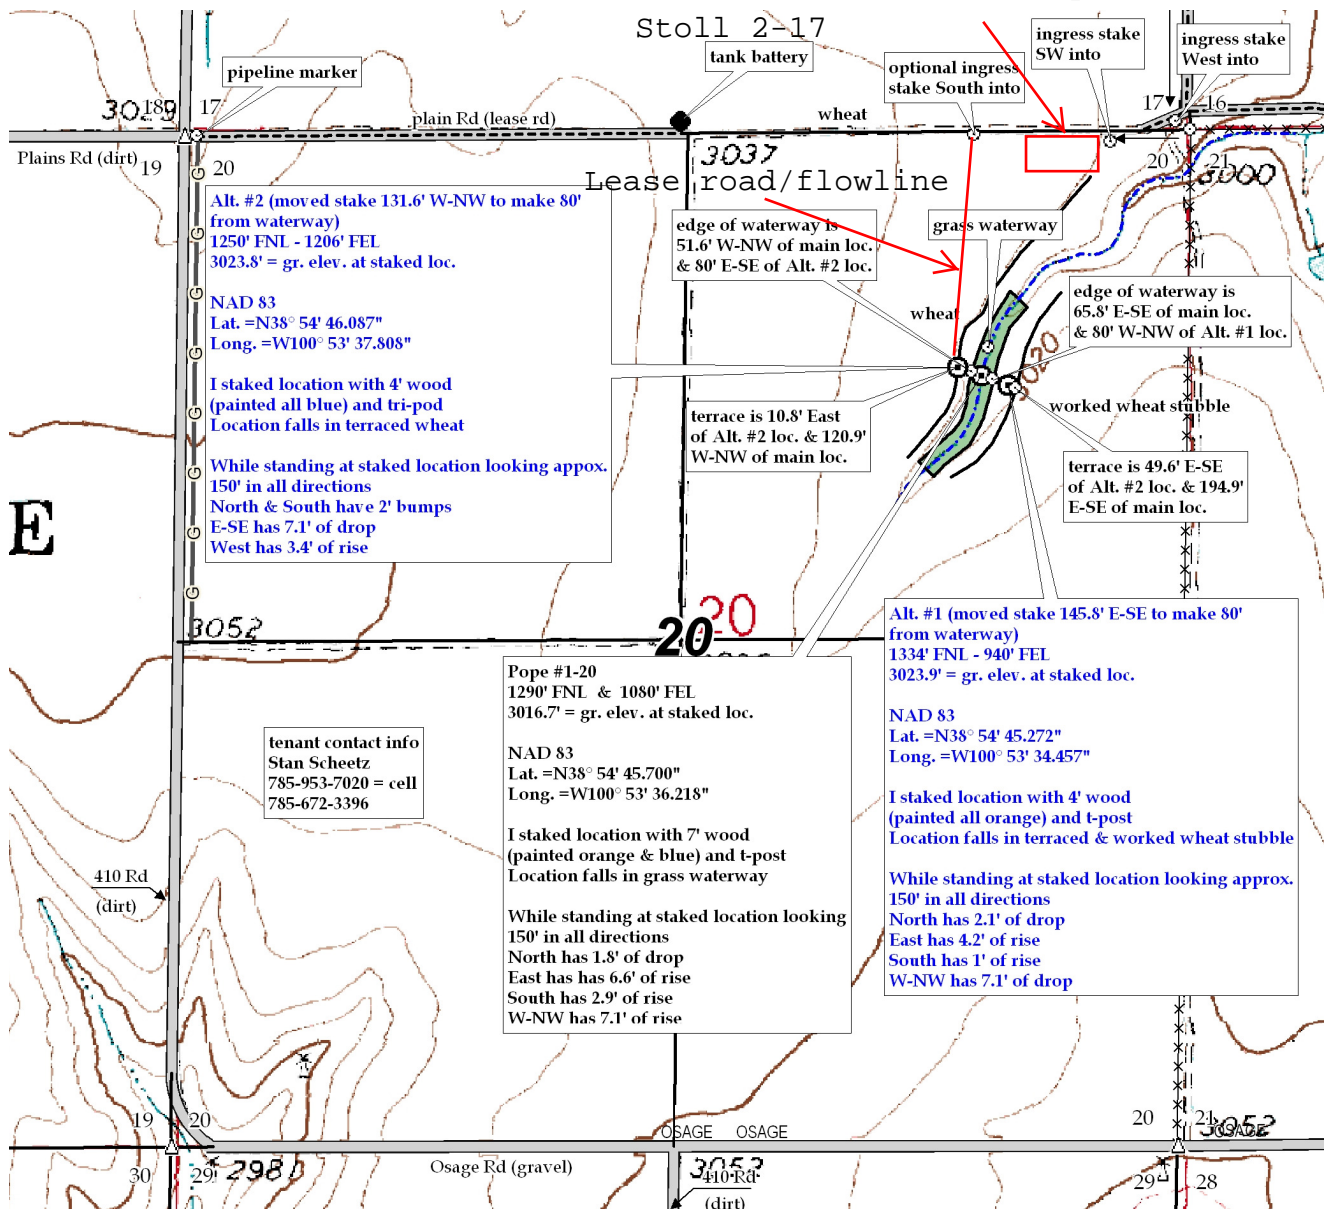 Stoll 2-17
pipeline marker
tank battery
optional ingress
stake South into
ingress stake
SW into
ingress stake
West into
3029
18
17
17
16
plain Rd (lease rd)
wheat
Plains Rd (dirt)
19
20
3037
20
21
3000
Lease road/flowline
Alt. #2 (moved stake 131.6' W-NW to make 80'
from waterway)
1250' FNL - 1206' FEL
3023.8' = gr. elev. at staked loc.
NAD 83
Lat. =N38° 54' 46.087"
Long. =W100° 53' 37.808"
I staked location with 4' wood
(painted all blue) and tri-pod
Location falls in terraced wheat
While standing at staked location looking appox.
150' in all directions
North & South have 2' bumps
E-SE has 7.1' of drop
West has 3.4' of rise
G
G
G
G
G
G
G
G
edge of waterway is
51.6' W-NW of main loc.
& 80' E-SE of Alt. #2 loc.
grass waterway
edge of waterway is
65.8' E-SE of main loc.
& 80' W-NW of Alt. #1 loc.
wheat
3020
terrace is 10.8' East
of Alt. #2 loc. & 120.9'
W-NW of main loc.
worked wheat stubble
terrace is 49.6' E-SE
of Alt. #2 loc. & 194.9'
E-SE of main loc.
E
3052
20
20
Pope #1-20
1290' FNL & 1080' FEL
3016.7' = gr. elev. at staked loc.
NAD 83
Lat. =N38° 54' 45.700"
Long. =W100° 53' 36.218"
I staked location with 7' wood
(painted orange & blue) and t-post
Location falls in grass waterway
While standing at staked location looking
150' in all directions
North has 1.8' of drop
East has has 6.6' of rise
South has 2.9' of rise
W-NW has 7.1' of rise
Alt. #1 (moved stake 145.8' E-SE to make 80'
from waterway)
1334' FNL - 940' FEL
3023.9' = gr. elev. at staked loc.
NAD 83
Lat. =N38° 54' 45.272"
Long. =W100° 53' 34.457"
I staked location with 4' wood
(painted all orange) and t-post
Location falls in terraced & worked wheat stubble
While standing at staked location looking approx.
150' in all directions
North has 2.1' of drop
East has 4.2' of rise
South has 1' of rise
W-NW has 7.1' of drop
tenant contact info
Stan Scheetz
785-953-7020 = cell
785-672-3396
410 Rd
(dirt)
19
20
20
21
3052
OSAGE
OSAGE
OSAGE
Osage Rd (gravel)
30
29
2981
3053
410 Rd
(dirt)
29
28